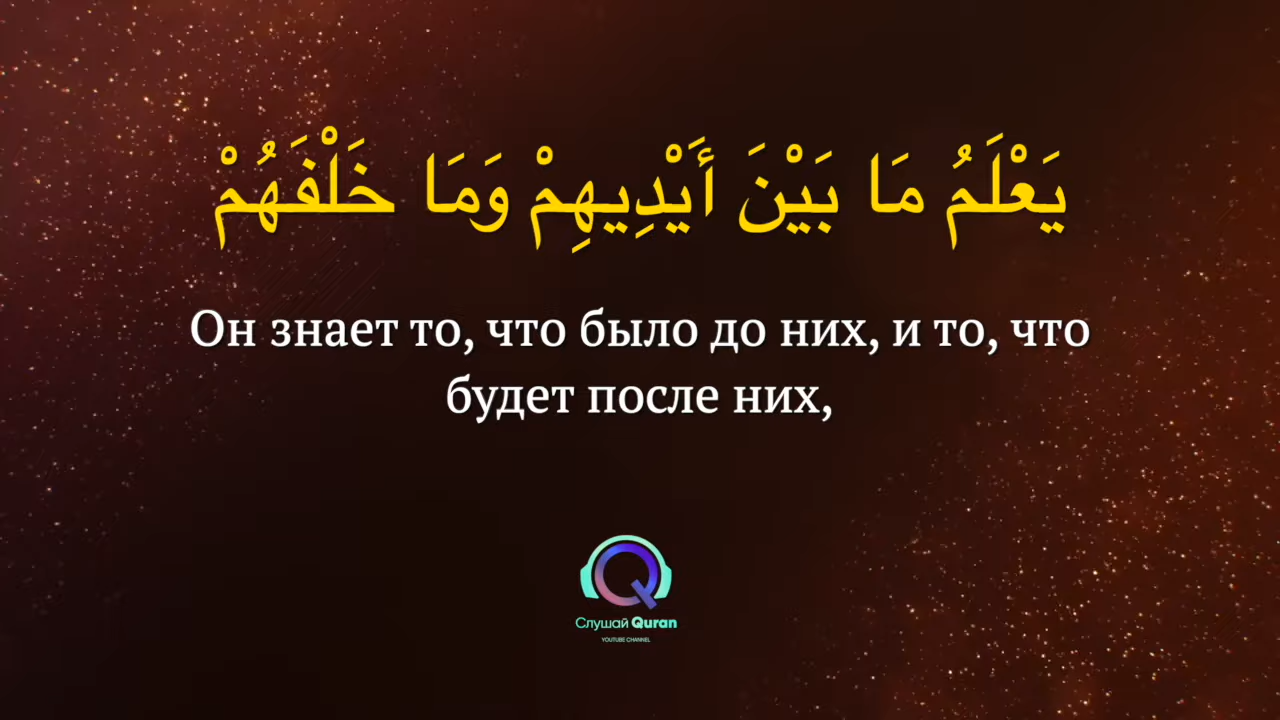 يَعْلَمُ مَا بَيْنَ أَيْدِيهِمْ وَمَا خَلْفَهُمْ
Он знает то, что было до них, и то, что
будет после них,
Слушай Quran
YOUTUBE CHANNEL